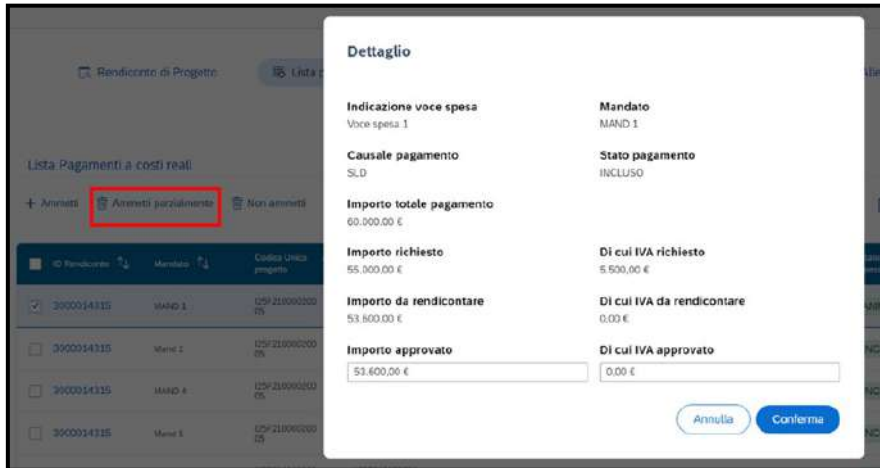 Rendiconto di Progetto
Lista p
Dettaglio
Indicazione voce spesa Mandato
Voce spesa 1 MAND 1
Causale pagamento Stato pagamento
SLD INCLUSO
Importo totale pagamento
60.000,00 €
Importo richiesto Di cui IVA richiesto
55.000,00 € 5.500,00 €
Importo da rendicontare Di cui IVA da rendicontare
53.600,00 € 0,00 €
Importo approvato Di cui IVA approvato
53.600,00 € 0,00 €
Annulla Conferma
Lista Pagamenti a costi reali
+ Ammetti Ammetti parzialmente Non ammetti
ID Rendiconto Mandato Codice Unico progetto
3000014315 MAND 1
3000014315 Mand 2
3000014315 MAND 4
3000014315